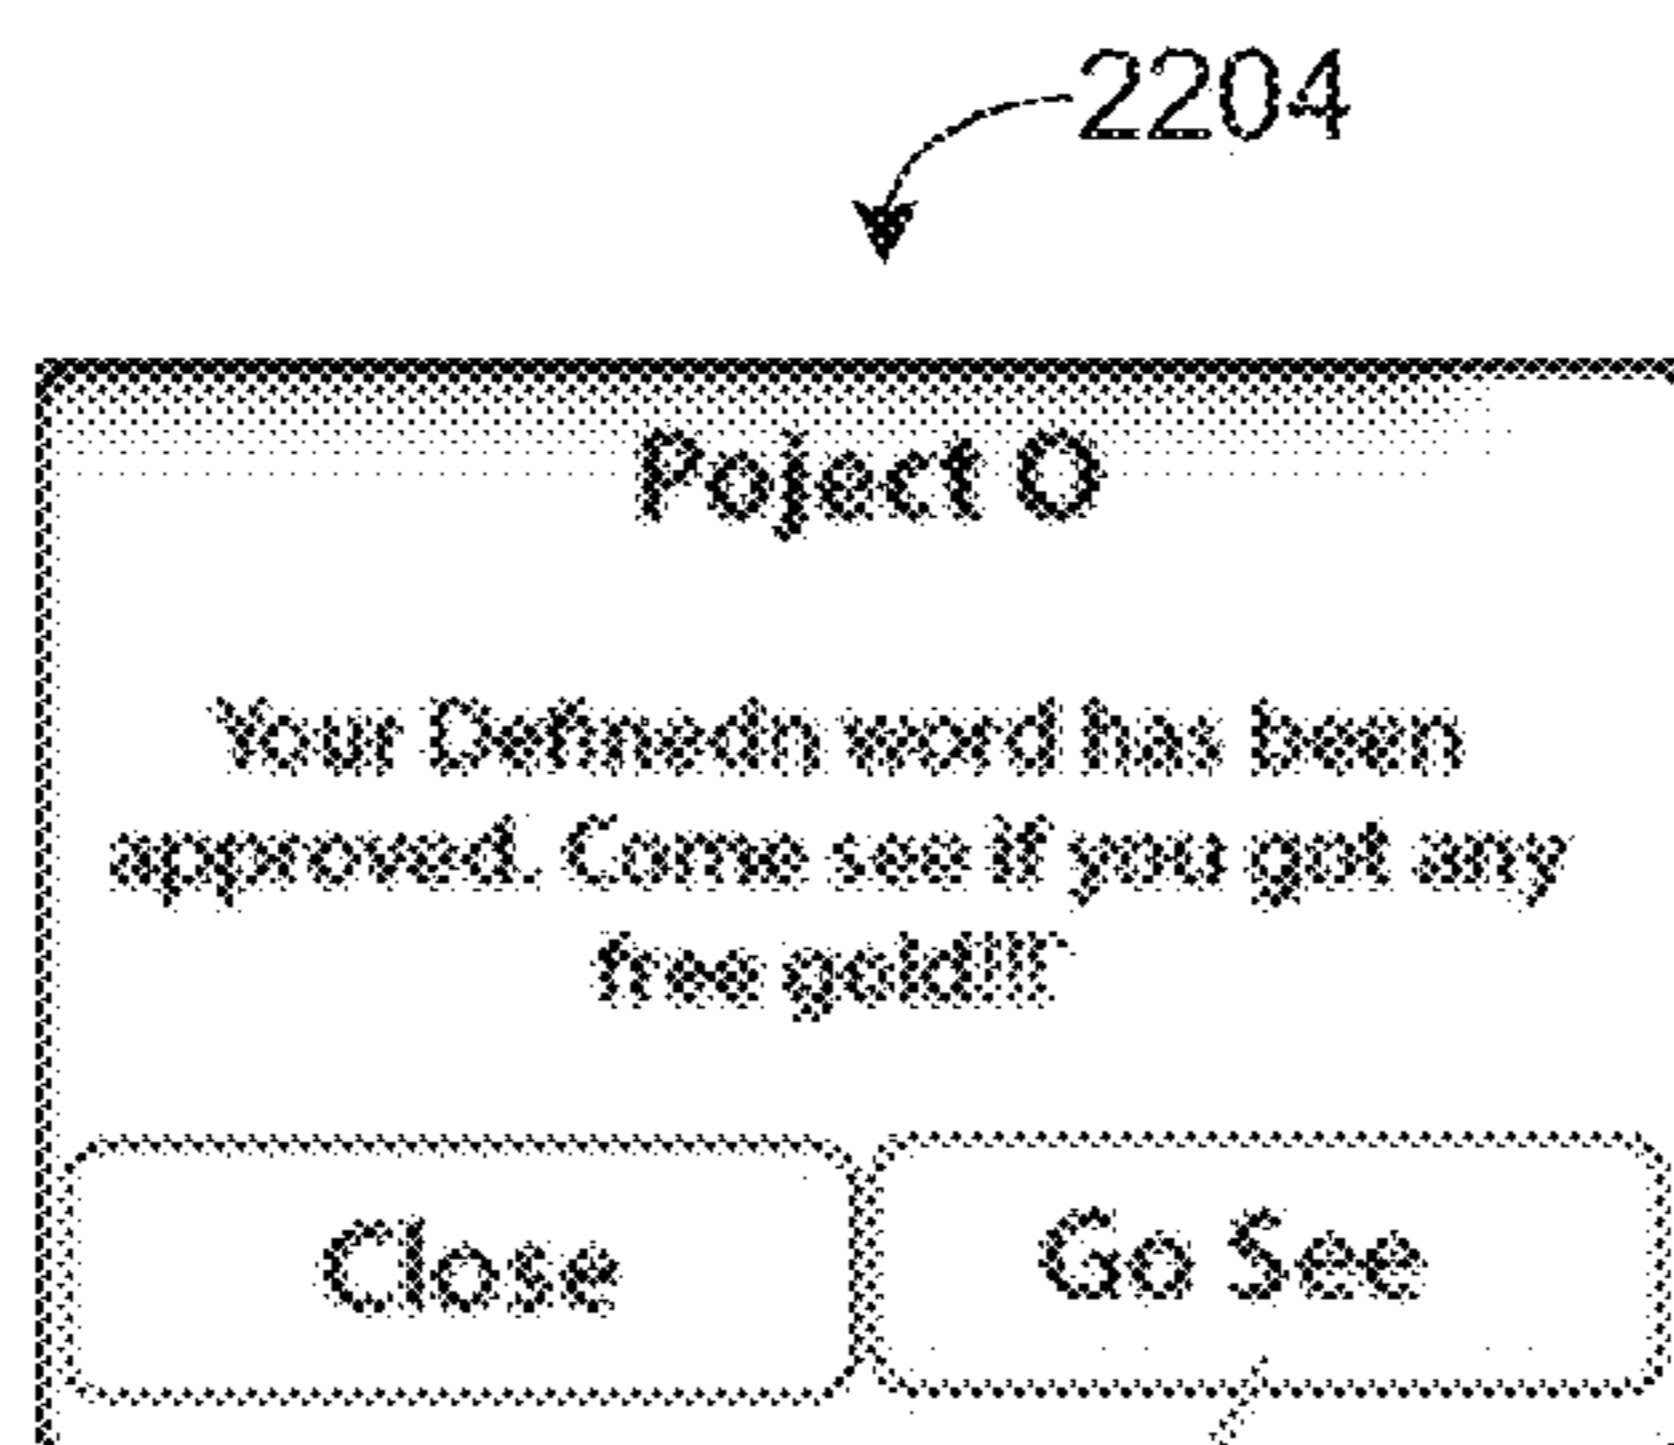 2204
Poject O
Your Definedn word has been
approved. Come see if you got any
free gold!!!
Close
Go See